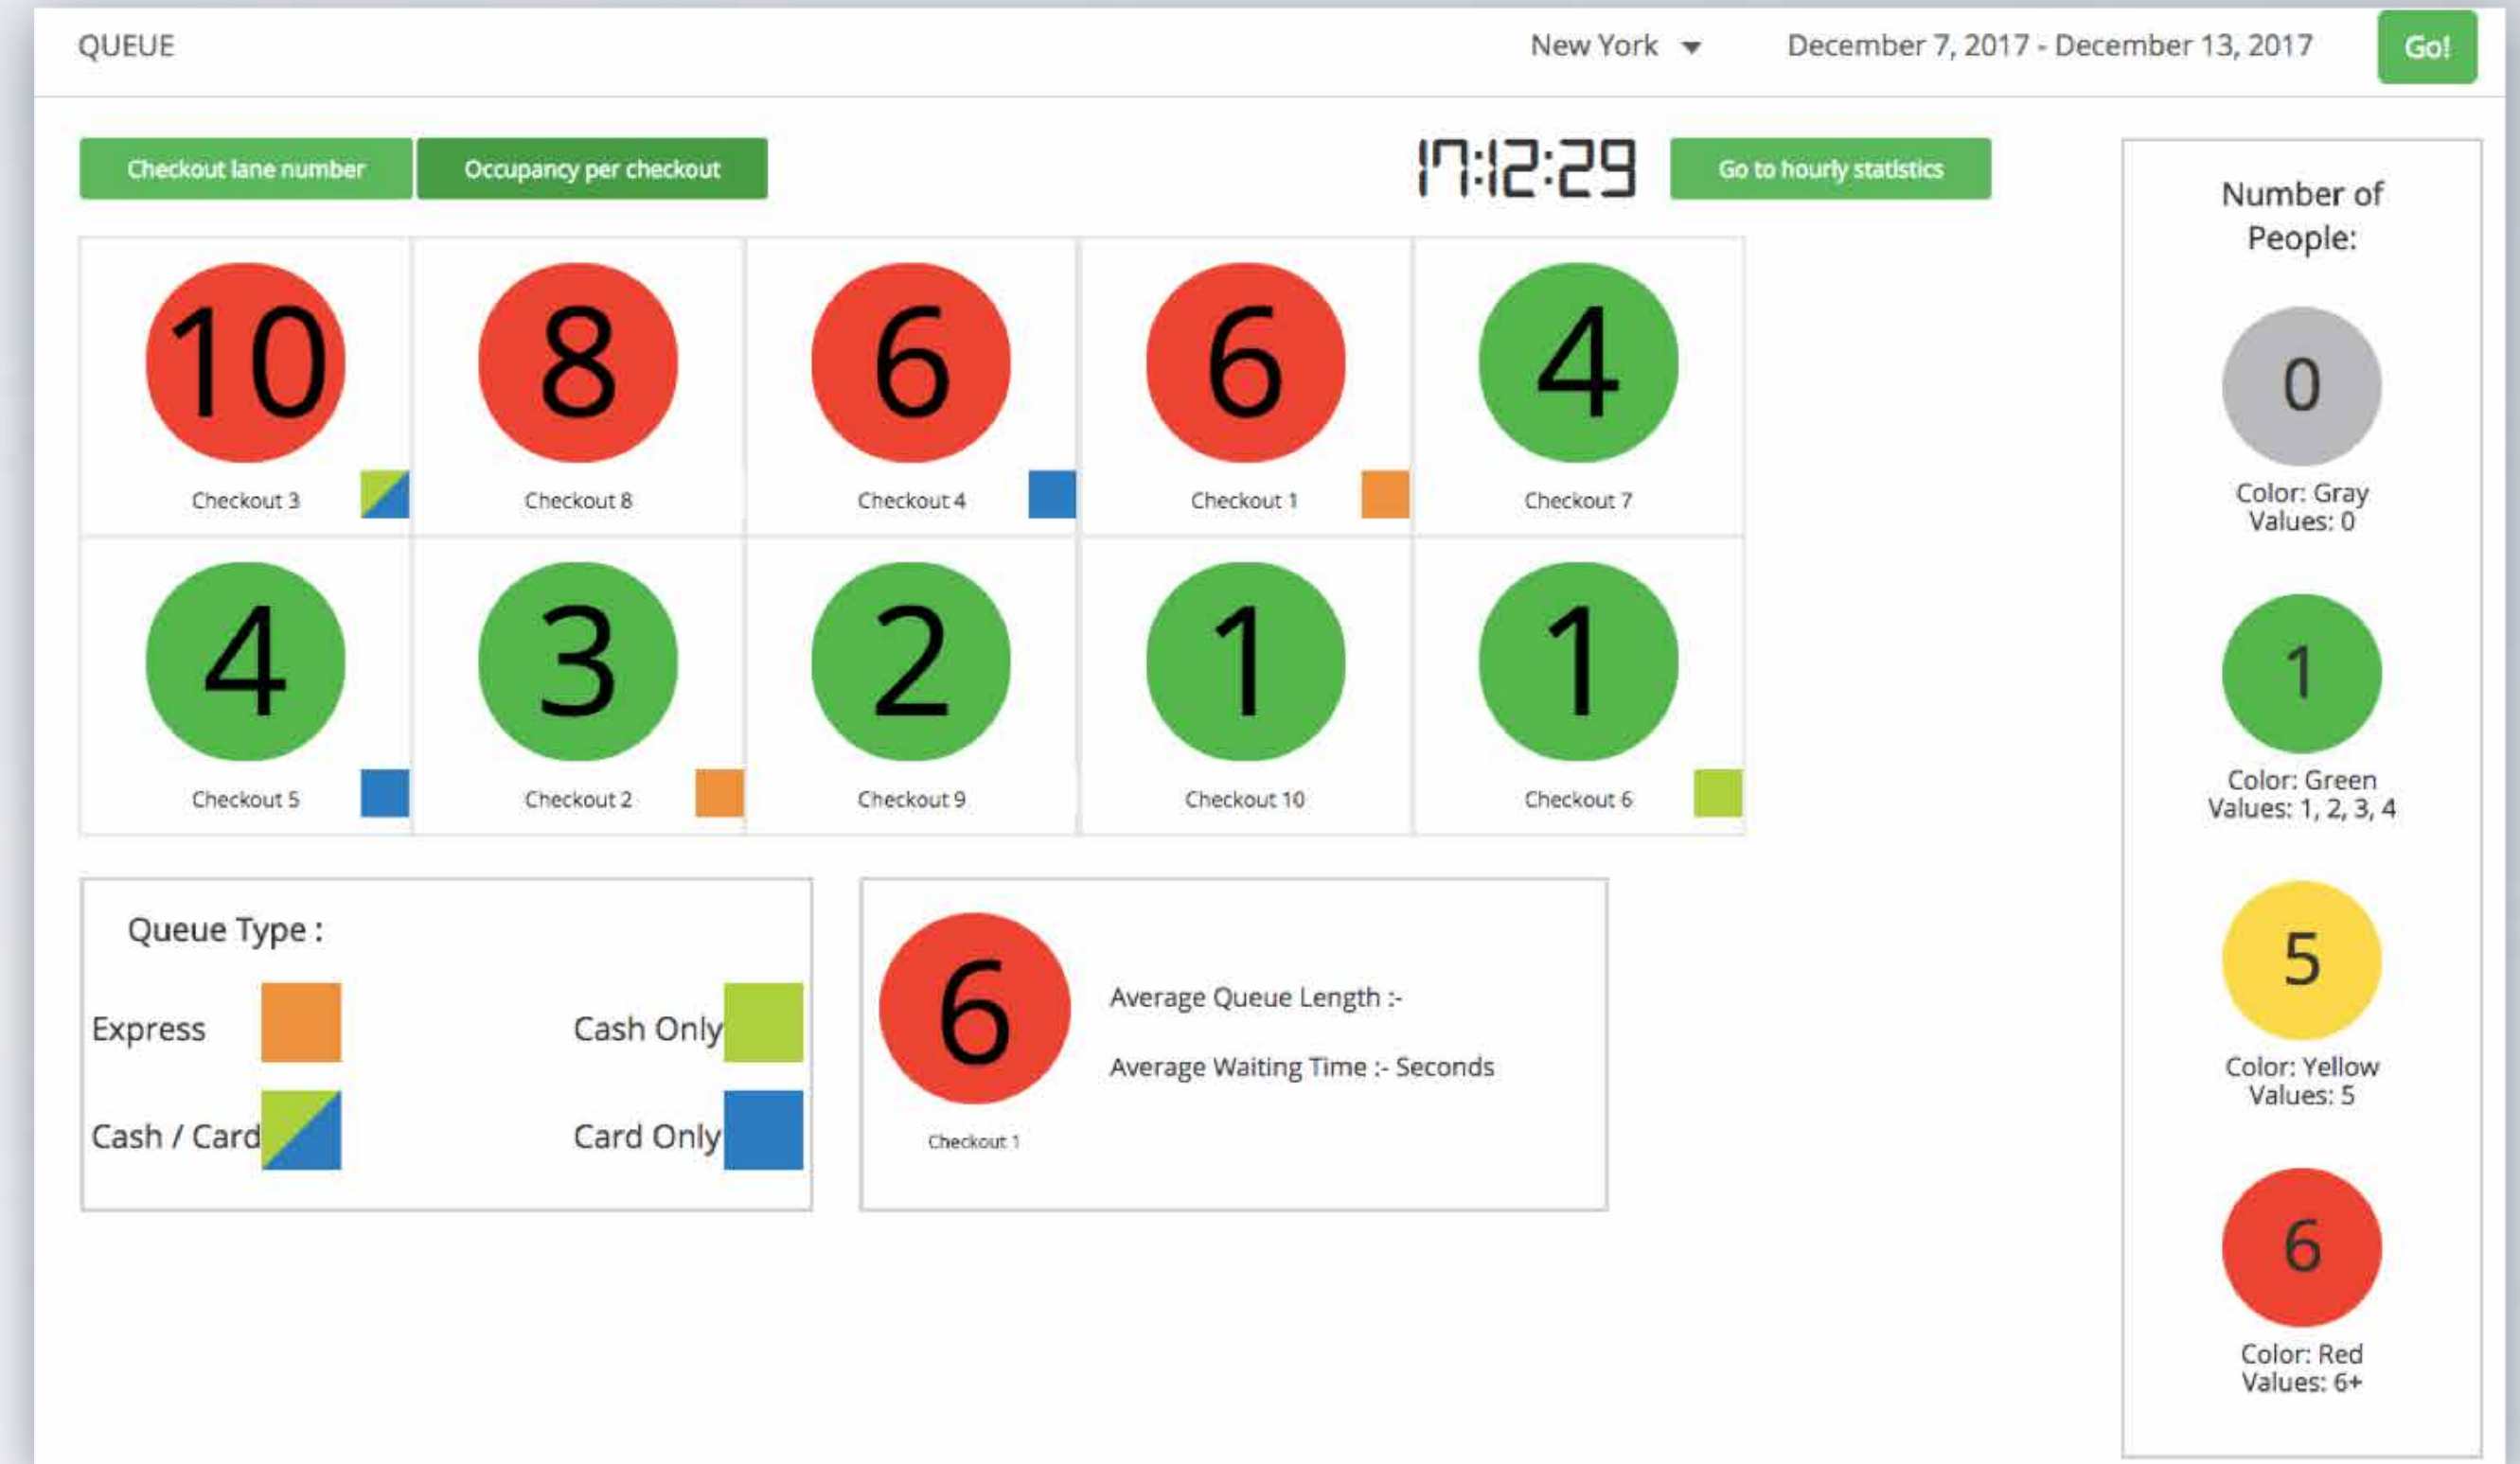 QUEUE
New York
December 7, 2017 - December 13, 2017
Go!
Checkout lane number
Occupancy per checkout
17:12:29
Go to hourly statistics
10
8
6
6
4
Checkout 3
Checkout 8
Checkout 4
Checkout 1
Checkout 7
4
3
2
1
1
Checkout 5
Checkout 2
Checkout 9
Checkout 10
Checkout 6
Queue Type :
Express
Cash Only
Cash / Card
Card Only
6
Checkout 1
Average Queue Length :-
Average Waiting Time :- Seconds
Number of
People:
0
Color: Gray
Values: 0
1
Color: Green
Values: 1, 2, 3, 4
5
Color: Yellow
Values: 5
6
Color: Red
Values: 6+